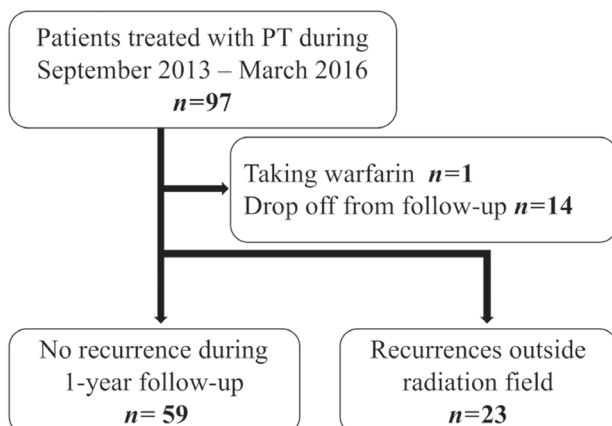 Patients treated with PT during
September 2013 – March 2016
n=97
Taking warfarin n=1
Drop off from follow-up n=14
No recurrence during
1-year follow-up
n= 59
Recurrences outside
radiation field
n=23